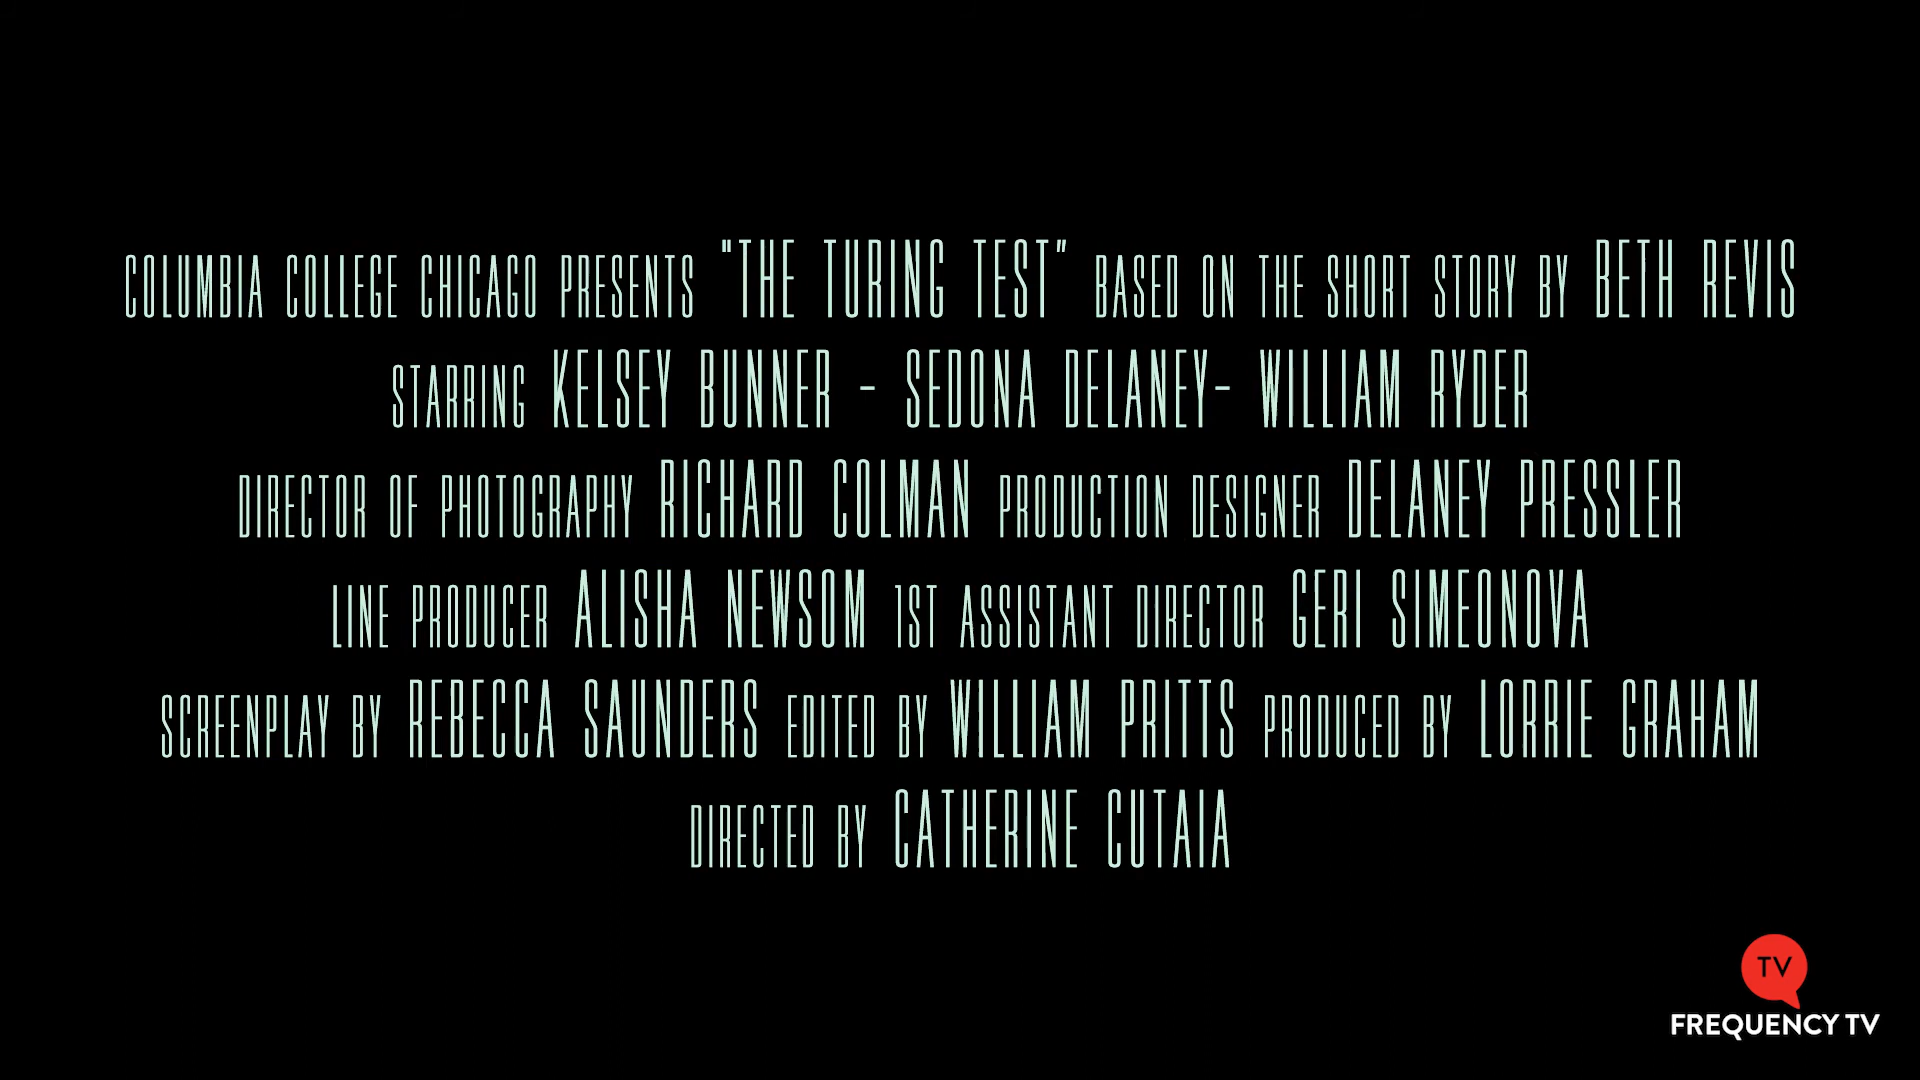 COLUMBIA COLLEGE CHICAGO PRESENTS "THE TURING TEST" BASED ON THE SHORT STORY BY BETH REVIS
STARRING KELSEY BUNNER - SEDONA DELANEY- WILLIAM RYDER
DIRECTOR OF PHOTOGRAPHY RICHARD COLMAN PRODUCTION DESIGNER DELANEY PRESSLER
LINE PRODUCER ALISHA NEWSOM 1ST ASSISTANT DIRECTOR GERI SIMEONOVA
SCREENPLAY BY REBECCA SAUNDERS EDITED BY WILLIAM PRITTS PRODUCED BY LORRIE GRAHAM
DIRECTED BY CATHERINE CUTAIA
TV
FREQUENCY TV